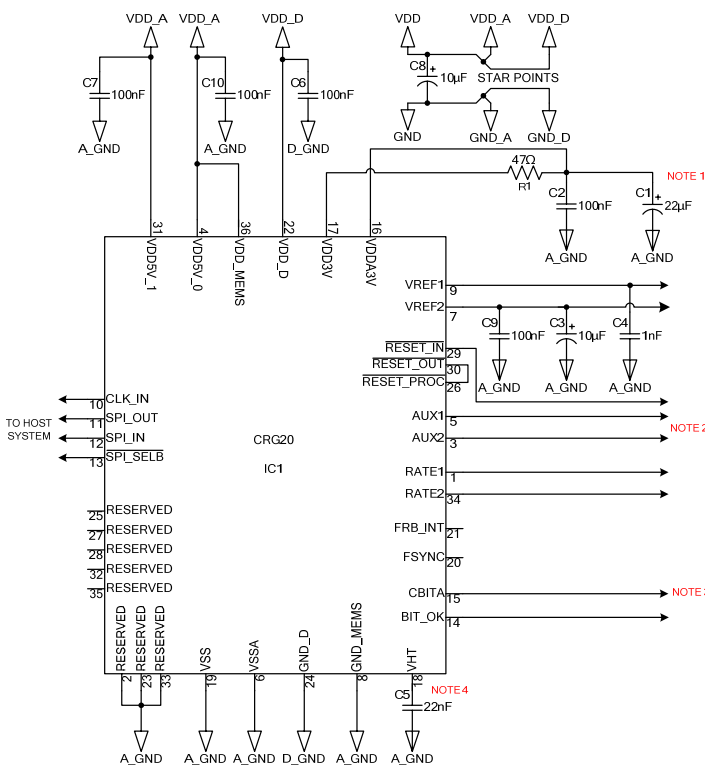 VDD_A VDD_A VDD_D VDD VDD_A VDD_D
C7 100nF C10 100nF C6 100nF C8 + 10µF STAR POINTS
A_GND A_GND D_GND GND GND_A GND_D
47Ω
R1
NOTE 1
C2 100nF C1 + 22µF
A_GND A_GND
31 4 36 22 17 16
VDD5V_1 VDD5V_0 VDD_MEMS VDD_D VDD3V VDDA3V
VREF1 9
VREF2 7
C9 100nF C3 + 10µF C4 1nF
A_GND A_GND A_GND
RESET_IN 29
RESET_OUT 30
RESET_PROC 26
TO HOST
SYSTEM
10 CLK_IN
11 SPI_OUT
12 SPI_IN
13 SPI_SELB
CRG20
IC1
AUX1 5
AUX2 3
NOTE 2
RATE1 1
RATE2 34
25 RESERVED
27 RESERVED
28 RESERVED
32 RESERVED
35 RESERVED
FRB_INT 21
FSYNC 20
CBITA 15
NOTE
BIT_OK 14
RESERVED RESERVED RESERVED VSS VSSA GND_D GND_MEMS VHT
2 23 33 19 6 24 8 18
NOTE 4
C5 22nF
A_GND A_GND A_GND D_GND A_GND A_GND